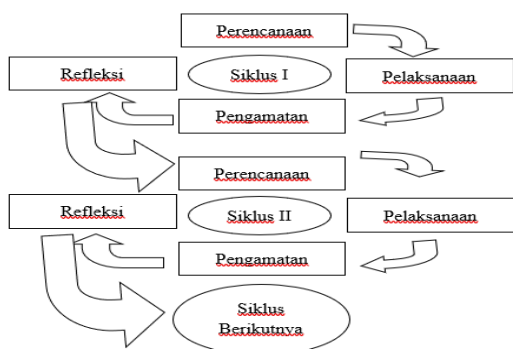 Perencanaan
Refleksi
Siklus I
Pelaksanaan
Pengamatan
Perencanaan
Refleksi
Siklus II
Pelaksanaan
Pengamatan
Siklus
Berikutnya